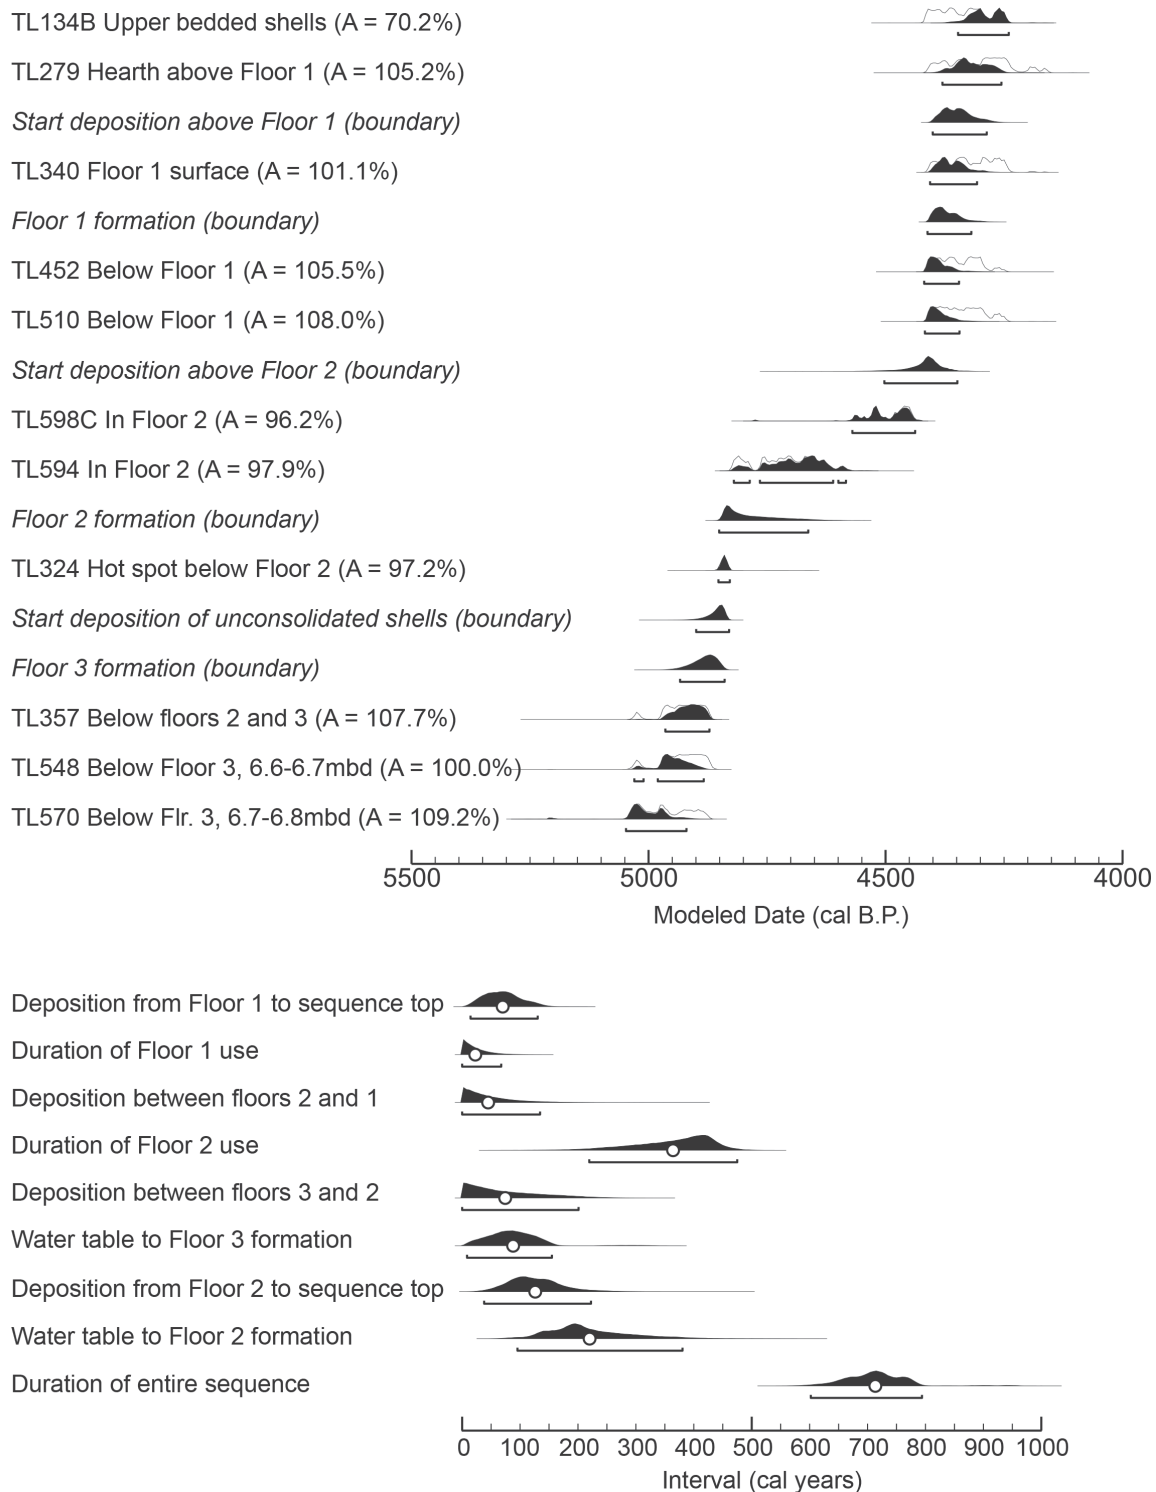 TL134B Upper bedded shells (A = 70.2%)
TL279 Hearth above Floor 1 (A = 105.2%)
Start deposition above Floor 1 (boundary)
TL340 Floor 1 surface (A = 101.1%)
Floor 1 formation (boundary)
TL452 Below Floor 1 (A = 105.5%)
TL510 Below Floor 1 (A = 108.0%)
Start deposition above Floor 2 (boundary)
TL598C In Floor 2 (A = 96.2%)
TL594 In Floor 2 (A = 97.9%)
Floor 2 formation (boundary)
TL324 Hot spot below Floor 2 (A = 97.2%)
Start deposition of unconsolidated shells (boundary)
Floor 3 formation (boundary)
TL357 Below floors 2 and 3 (A = 107.7%)
TL548 Below Floor 3, 6.6-6.7mbd (A = 100.0%)
TL570 Below Flr. 3, 6.7-6.8mbd (A = 109.2%)
5500 5000 4500 4000
Modeled Date (cal B.P.)
Deposition from Floor 1 to sequence top
Duration of Floor 1 use
Deposition between floors 2 and 1
Duration of Floor 2 use
Deposition between floors 3 and 2
Water table to Floor 3 formation
Deposition from Floor 2 to sequence top
Water table to Floor 2 formation
Duration of entire sequence
0 100 200 300 400 500 600 700 800 900 1000
Interval (cal years)